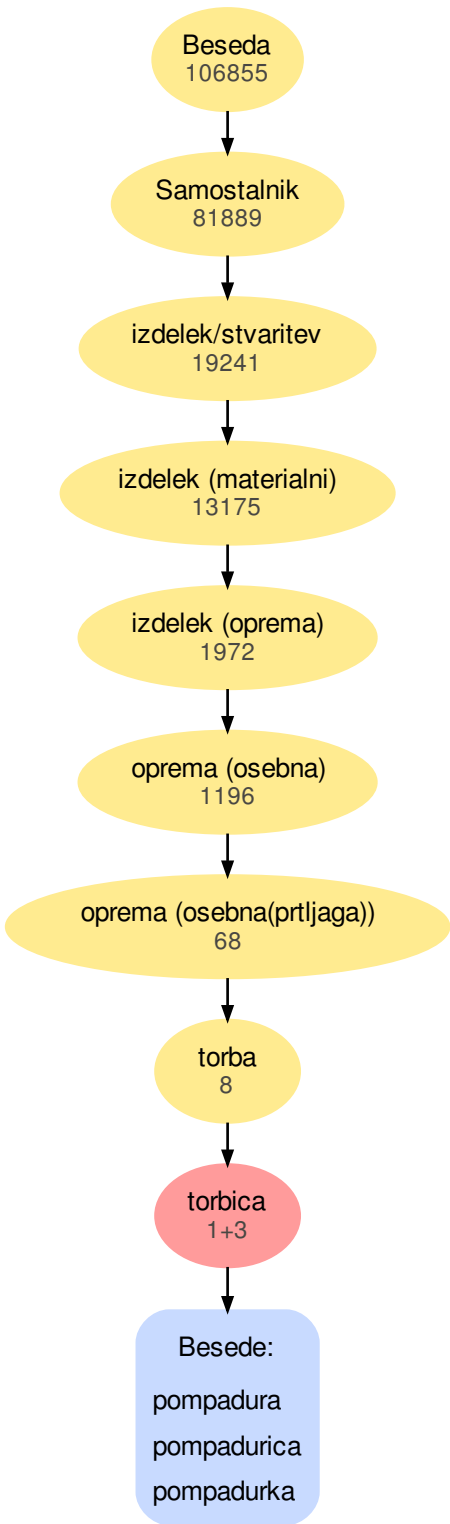 Beseda
106855
Samostalnik
81889
izdelek/stvaritev
19241
izdelek (materialni)
13175
izdelek (oprema)
1972
oprema (osebna)
1196
oprema (osebna(prtljaga))
68
torba
8
torbica
1+3
Besede:
pompadura
pompadurica
pompadurka